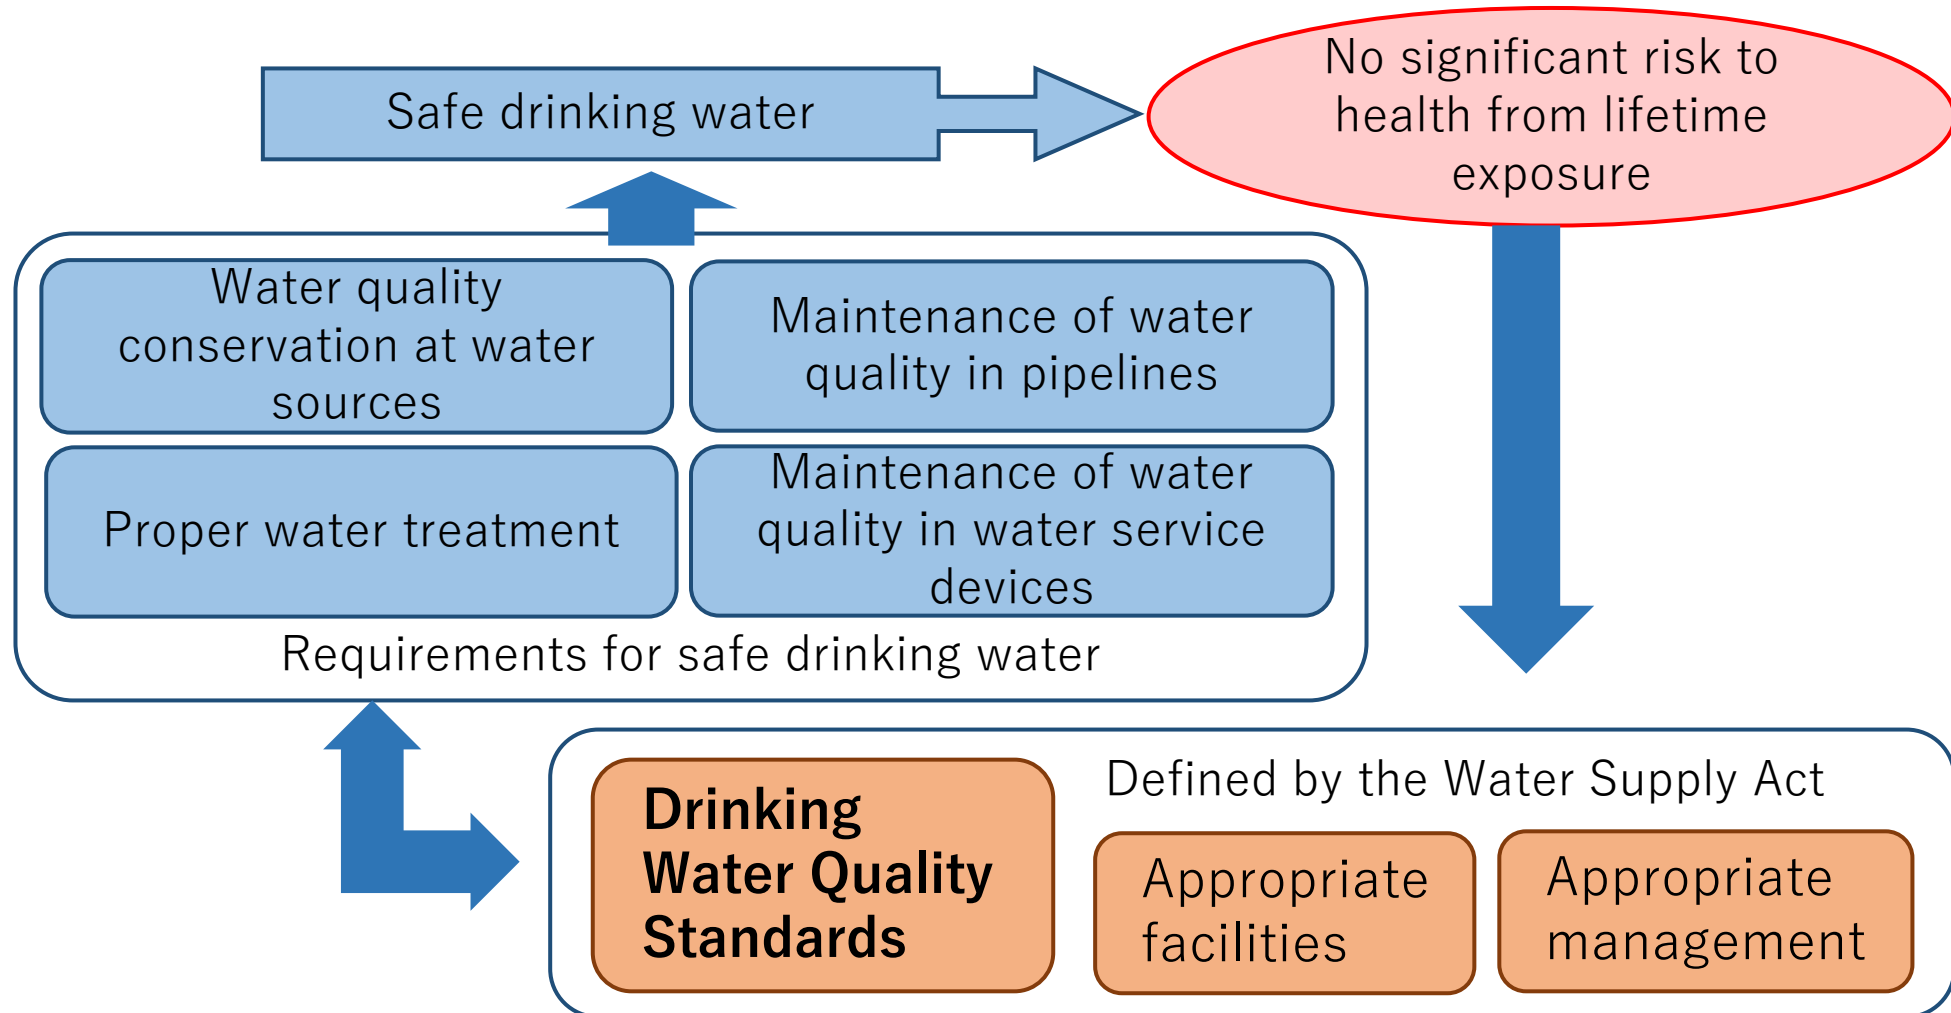 Safe drinking water
No significant risk to
health from lifetime
exposure
Water quality
conservation at water
sources
Maintenance of water
quality in pipelines
Proper water treatment
Maintenance of water
quality in water service
devices
Requirements for safe drinking water
Drinking
Water Quality
Standards
Defined by the Water Supply Act
Appropriate
facilities
Appropriate
management